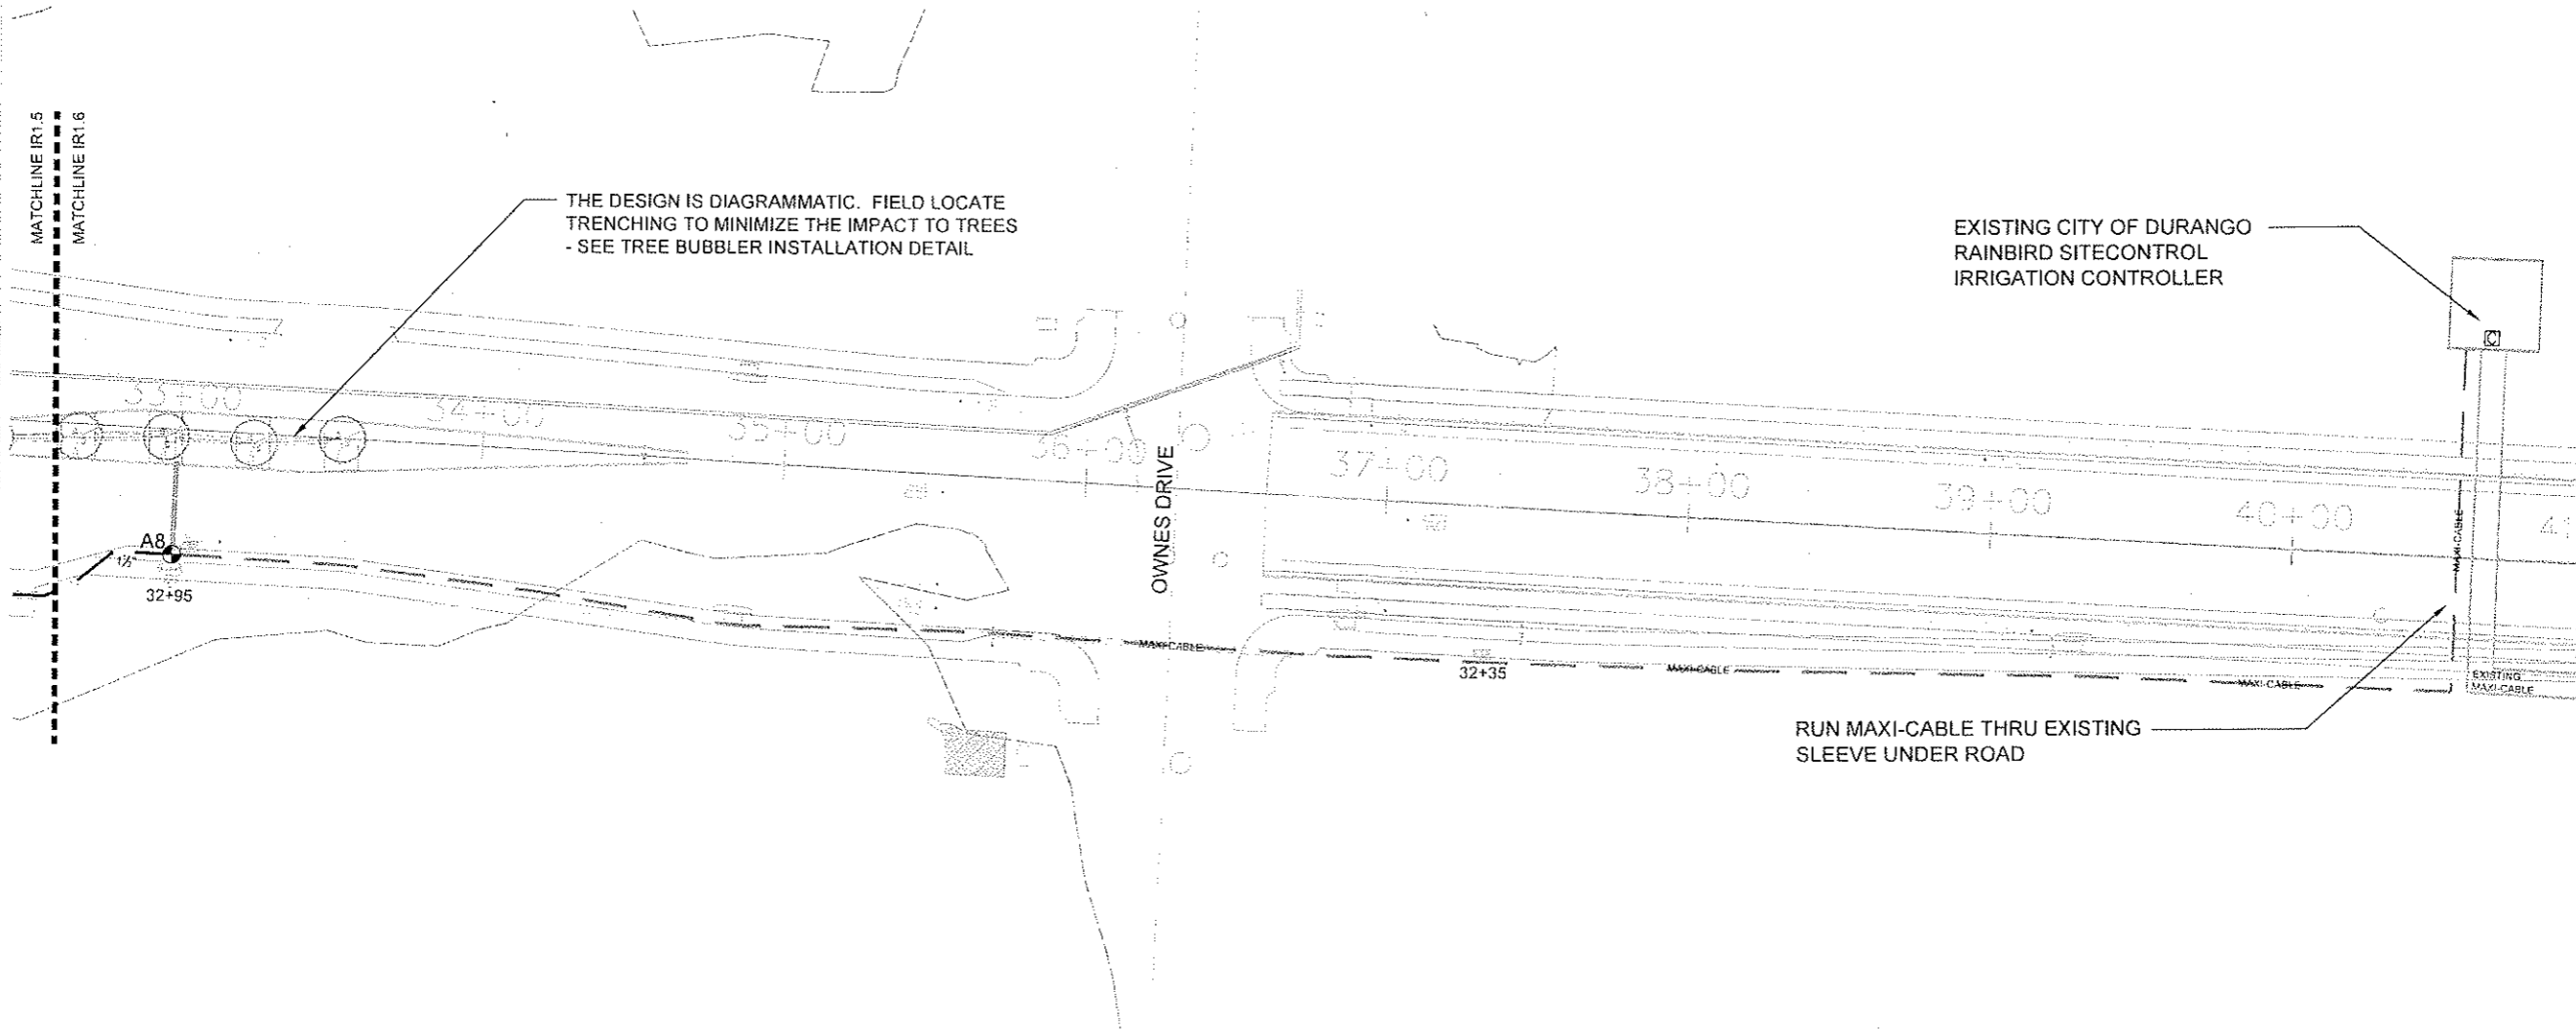 MATCHLINE IR1.5
MATCHLINE IR1.6
THE DESIGN IS DIAGRAMMATIC. FIELD LOCATE
TRENCHING TO MINIMIZE THE IMPACT TO TREES
- SEE TREE BUBBLER INSTALLATION DETAIL
EXISTING CITY OF DURANGO
RAINBIRD SITECONTROL
IRRIGATION CONTROLLER
C
33+00
34+00
35+00
36+00
37+00
38+00
39+00
40+00
OWNES DRIVE
MAXI-CABLE
A8
1½"
32+95
MAXI-CABLE
32+35
MAXI-CABLE
MAXI-CABLE
EXISTING
MAXI-CABLE
RUN MAXI-CABLE THRU EXISTING
SLEEVE UNDER ROAD